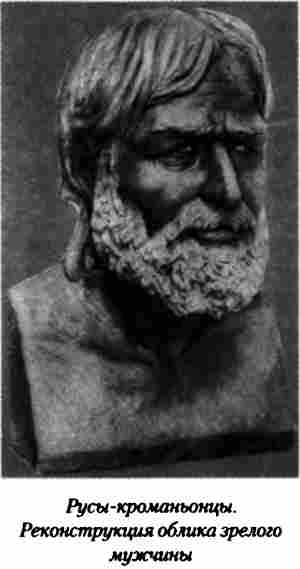 Русы-кроманьонцы.
Реконструкция облика зрелого
мужчины